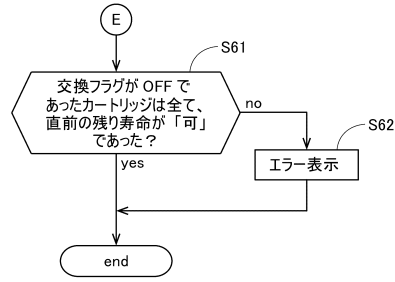 E
S61
交換フラグが OFF で
あったカートリッジは全て、
直前の残り寿命が「可」
であった？
no
yes
S62
エラー表示
end